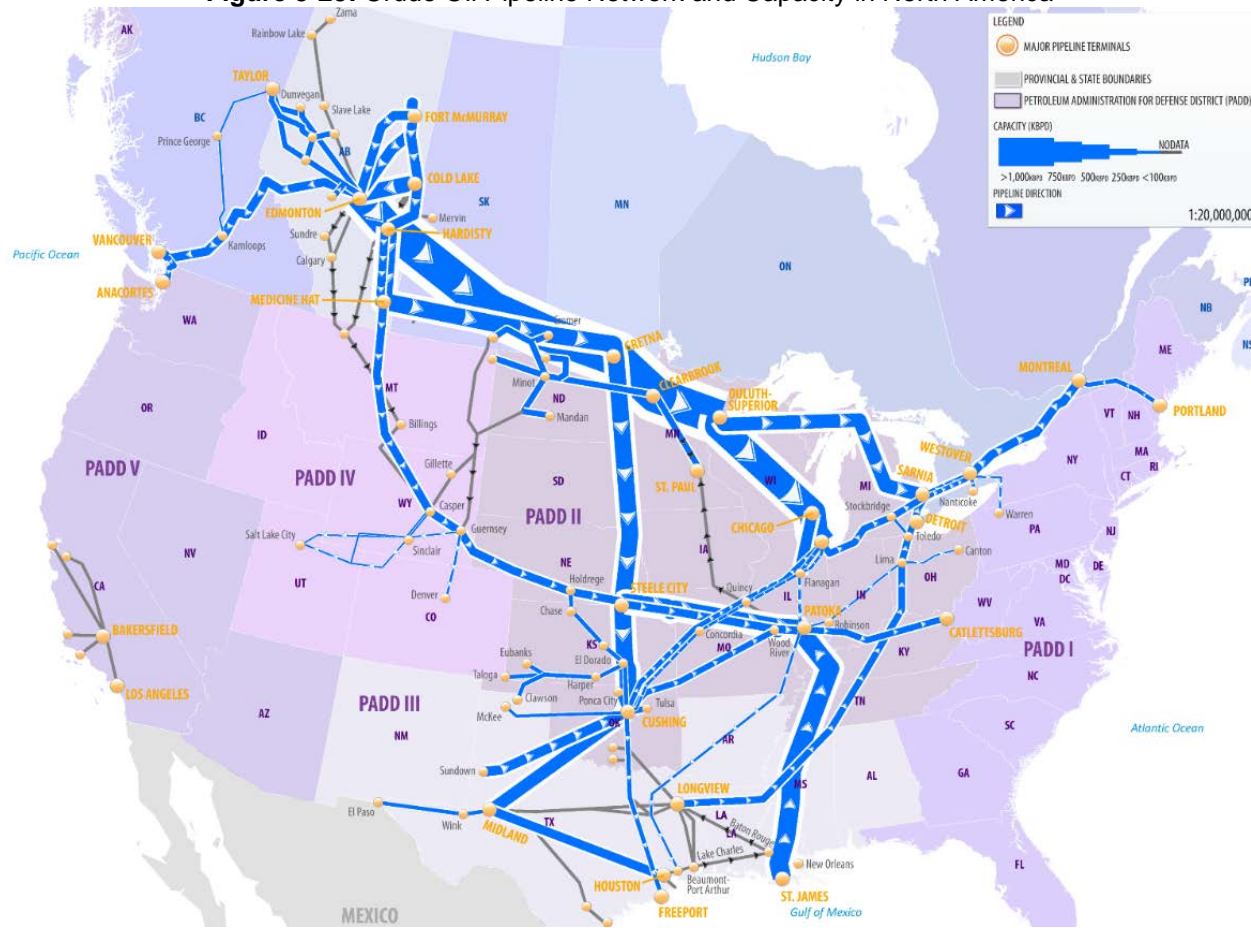 Figure 3-23: Crude Oil Pipeline Network and Capacity in North America
LEGEND
MAJOR PIPELINE TERMINALS
PROVINCIAL & STATE BOUNDARIES
PETROLEUM ADMINISTRATION FOR DEFENSE DISTRICT (PADD)
CAPACITY (KBPD)
NODATA
>1,000KBPD 750KBPD 500KBPD 250KBPD <100KBPD
PIPELINE DIRECTION
1:20,000,000
AK
Zama
Rainbow Lake
Hudson Bay
TAYLOR
Dunvegan
Slave Lake
BC
FORT McMURRAY
Prince George
AB
COLD LAKE
SK
MN
EDMONTON
Mervin
HARDISTY
Sundre
VANCOUVER
Kamloops
Calgary
Pacific Ocean
ON
ANACORTES
MEDICINE HAT
NB
WA
Cromer
GRETNA
MONTREAL
ME
MT
Minot
ND
CLEARBROOK
DULUTH-
SUPERIOR
OR
Mandan
VT
NH
PORTLAND
ID
Billings
MN
WESTOVER
NY
MA
RI
CT
PADD V
PADD IV
Gillette
SD
ST. PAUL
WI
MI
SARNIA
Nanticoke
WY
Casper
PADD II
CHICAGO
Stockbridge
DETROIT
Warren
PA
Guernsey
Toledo
NJ
Salt Lake City
Sinclair
IA
Lima
Canton
NV
NE
Holdrege
Flanagan
OH
MD
DE
DC
CA
UT
Denver
CO
Chase
STEELE CITY
Quincy
IL
IN
WV
PATOKA
Robinson
VA
BAKERSFIELD
KS
Concordia
MO
Wood
River
CATLETTSBURG
Eubanks
El Dorado
KY
PADD I
Taloga
Harper
NC
LOS ANGELES
Clawson
Ponca City
Tulsa
AZ
PADD III
McKee
CUSHING
OK
TN
NM
AR
SC
Atlantic Ocean
Sundown
MS
AL
GA
El Paso
LONGVIEW
Wink
MIDLAND
TX
LA
LA
Baton Rouge
Lake Charles
New Orleans
HOUSTON
Beaumont-
Port Arthur
FL
FREEPORT
ST. JAMES
MEXICO
Gulf of Mexico